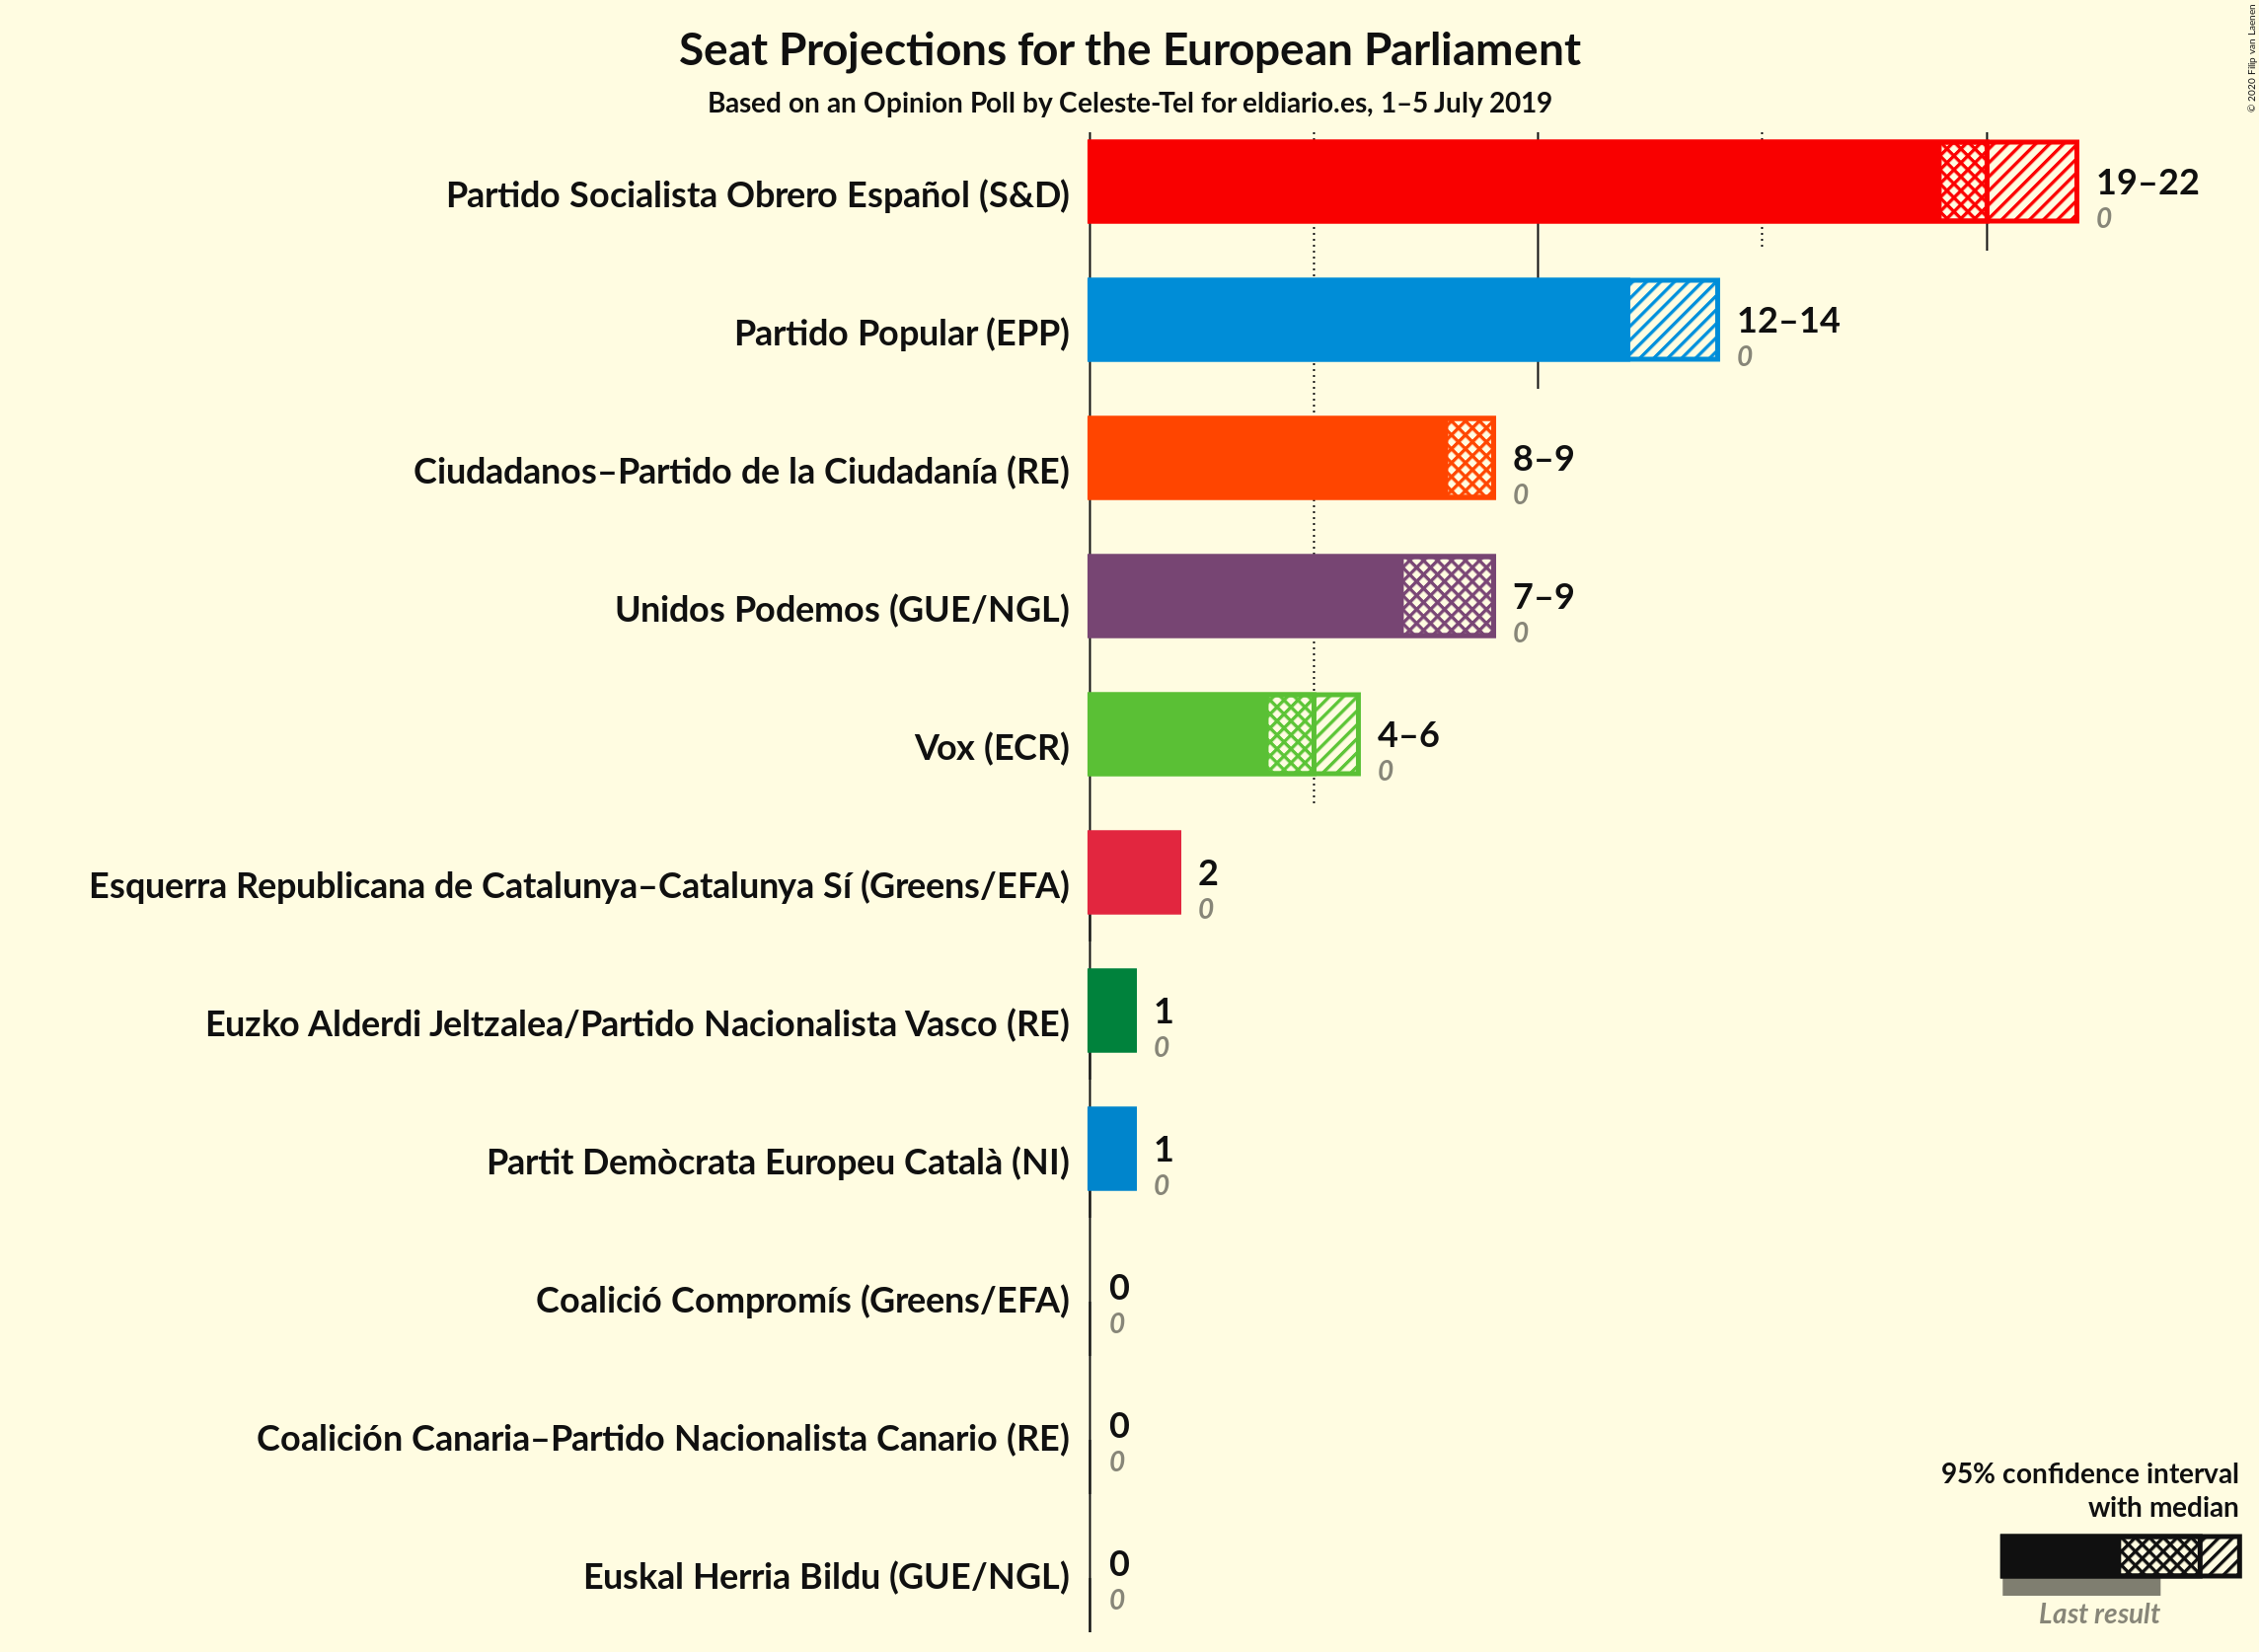 Seat Projections for the European Parliament
Based on an Opinion Poll by Celeste-Tel for eldiario.es, 1–5 July 2019
© 2020 Filip van Laenen
Partido Socialista Obrero Español (S&D)
19–22
0
Partido Popular (EPP)
12–14
0
Ciudadanos–Partido de la Ciudadanía (RE)
8–9
0
Unidos Podemos (GUE/NGL)
7–9
0
Vox (ECR)
4–6
0
Esquerra Republicana de Catalunya–Catalunya Sí (Greens/EFA)
2
0
Euzko Alderdi Jeltzalea/Partido Nacionalista Vasco (RE)
1
0
Partit Demòcrata Europeu Català (NI)
1
0
Coalició Compromís (Greens/EFA)
0
0
Coalición Canaria–Partido Nacionalista Canario (RE)
0
0
Euskal Herria Bildu (GUE/NGL)
0
0
95% confidence interval
with median
Last result